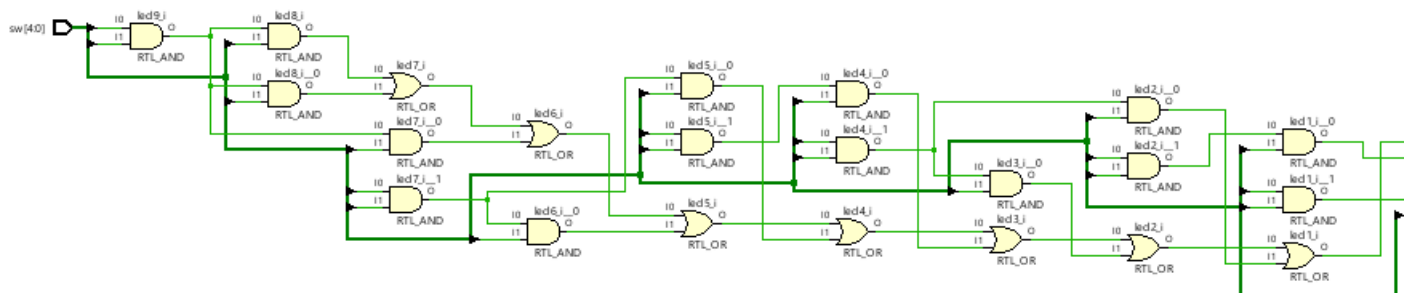 sw[4:0]
led9_i
I0
I1
O
RTL_AND
led8_i
I0
I1
O
RTL_AND
led8_i__0
I0
I1
O
RTL_AND
led7_i
I0
I1
O
RTL_OR
led7_i__0
I0
I1
O
RTL_AND
led7_i__1
I0
I1
O
RTL_AND
led6_i
I0
I1
O
RTL_OR
led6_i__0
I0
I1
O
RTL_AND
led5_i__0
I0
I1
O
RTL_AND
led5_i__1
I0
I1
O
RTL_AND
led5_i
I0
I1
O
RTL_OR
led4_i__0
I0
I1
O
RTL_AND
led4_i__1
I0
I1
O
RTL_AND
led4_i
I0
I1
O
RTL_OR
led3_i__0
I0
I1
O
RTL_AND
led3_i
I0
I1
O
RTL_OR
led2_i__0
I0
I1
O
RTL_AND
led2_i__1
I0
I1
O
RTL_AND
led2_i
I0
I1
O
RTL_OR
led1_i__0
I0
I1
O
RTL_AND
led1_i__1
I0
I1
O
RTL_AND
led1_i
I0
I1
O
RTL_OR